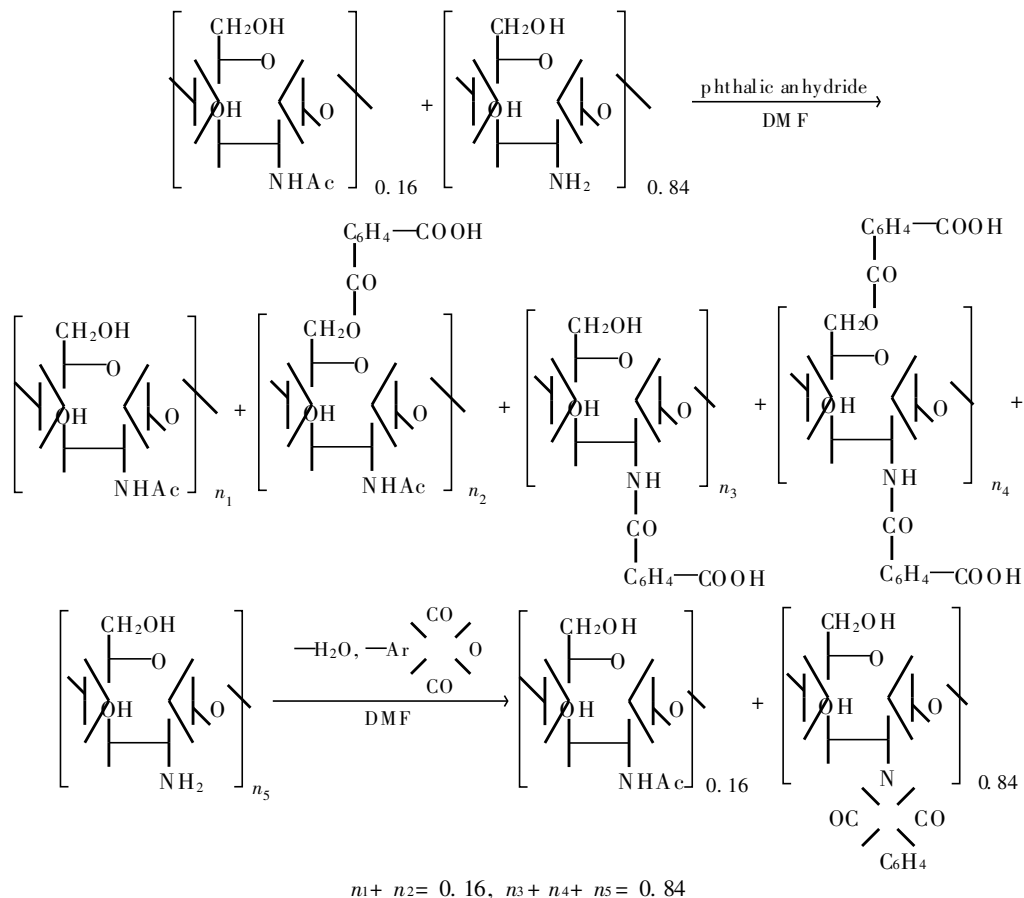 CH2OH CH2OH
O O
OH O + OH O phthalic anhydride
DMF
NHAc 0.16 NH2 0.84
C6H4—COOH C6H4—COOH
CO CO
CH2OH CH2O CH2OH CH2O
O O O O
OH O + OH O + OH O + OH O +
NHAc n1 NHAc n2 NH n3 NH n4
CO CO
C6H4—COOH C6H4—COOH
CO
CH2OH —H2O, —Ar O CH2OH CH2OH
CO
O O O
OH O DMF OH O + OH O
NH2 n5 NHAc 0.16 N 0.84
OC CO
C6H4
n1+ n2= 0.16, n3+ n4+ n5= 0.84